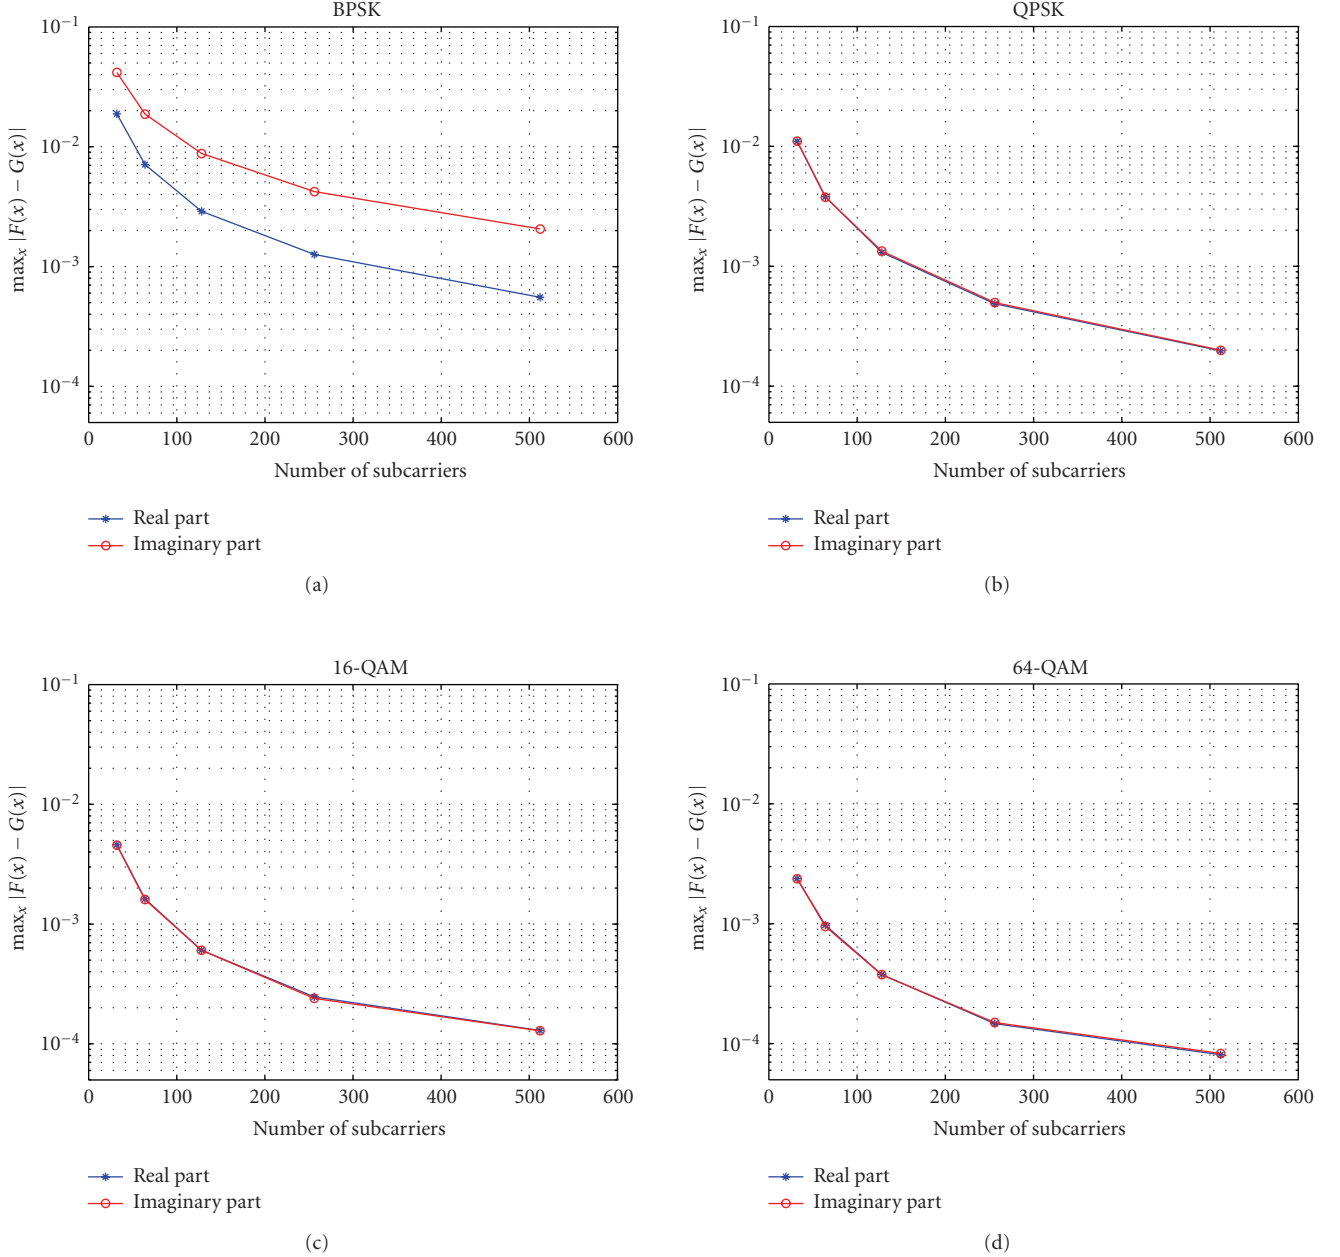 BPSK
10^{-1}
10^{-2}
10^{-3}
10^{-4}
max_x |F(x) − G(x)|
0 100 200 300 400 500 600
Number of subcarriers
Real part
Imaginary part
(a)
QPSK
10^{-1}
10^{-2}
10^{-3}
10^{-4}
max_x |F(x) − G(x)|
0 100 200 300 400 500 600
Number of subcarriers
Real part
Imaginary part
(b)
16-QAM
10^{-1}
10^{-2}
10^{-3}
10^{-4}
max_x |F(x) − G(x)|
0 100 200 300 400 500 600
Number of subcarriers
Real part
Imaginary part
(c)
64-QAM
10^{-1}
10^{-2}
10^{-3}
10^{-4}
max_x |F(x) − G(x)|
0 100 200 300 400 500 600
Number of subcarriers
Real part
Imaginary part
(d)